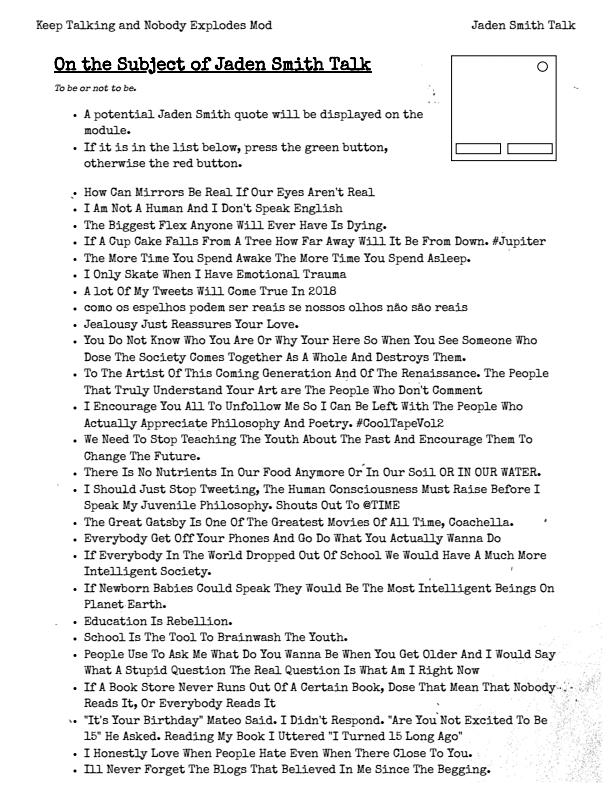 Keep Talking and Nobody Explodes Mod
Jaden Smith Talk
On the Subject of Jaden Smith Talk
To be or not to be.
• A potential Jaden Smith quote will be displayed on the
module.
• If it is in the list below, press the green button,
otherwise the red button.
• How Can Mirrors Be Real If Our Eyes Aren't Real
• I Am Not A Human And I Don't Speak English
• The Biggest Flex Anyone Will Ever Have Is Dying.
• If A Cup Cake Falls From A Tree How Far Away Will It Be From Down. #Jupiter
• The More Time You Spend Awake The More Time You Spend Asleep.
• I Only Skate When I Have Emotional Trauma
• A lot Of My Tweets Will Come True In 2018
• como os espelhos podem ser reais se nossos olhos não são reais
• Jealousy Just Reassures Your Love.
• You Do Not Know Who You Are Or Why Your Here So When You See Someone Who
Dose The Society Comes Together As A Whole And Destroys Them.
• To The Artist Of This Coming Generation And Of The Renaissance. The People
That Truly Understand Your Art are The People Who Don't Comment
• I Encourage You All To Unfollow Me So I Can Be Left With The People Who
Actually Appreciate Philosophy And Poetry. #CoolTapeVol2
• We Need To Stop Teaching The Youth About The Past And Encourage Them To
Change The Future.
• There Is No Nutrients In Our Food Anymore Or In Our Soil OR IN OUR WATER.
• I Should Just Stop Tweeting, The Human Consciousness Must Raise Before I
Speak My Juvenile Philosophy. Shouts Out To @TIME
• The Great Gatsby Is One Of The Greatest Movies Of All Time, Coachella.
• Everybody Get Off Your Phones And Go Do What You Actually Wanna Do
• If Everybody In The World Dropped Out Of School We Would Have A Much More
Intelligent Society.
• If Newborn Babies Could Speak They Would Be The Most Intelligent Beings On
Planet Earth.
• Education Is Rebellion.
• School Is The Tool To Brainwash The Youth.
• People Use To Ask Me What Do You Wanna Be When You Get Older And I Would Say
What A Stupid Question The Real Question Is What Am I Right Now
• If A Book Store Never Runs Out Of A Certain Book, Dose That Mean That Nobody
Reads It, Or Everybody Reads It
• "It's Your Birthday" Mateo Said. I Didn't Respond. "Are You Not Excited To Be
15" He Asked. Reading My Book I Uttered "I Turned 15 Long Ago"
• I Honestly Love When People Hate Even When There Close To You.
• Ill Never Forget The Blogs That Believed In Me Since The Begging.